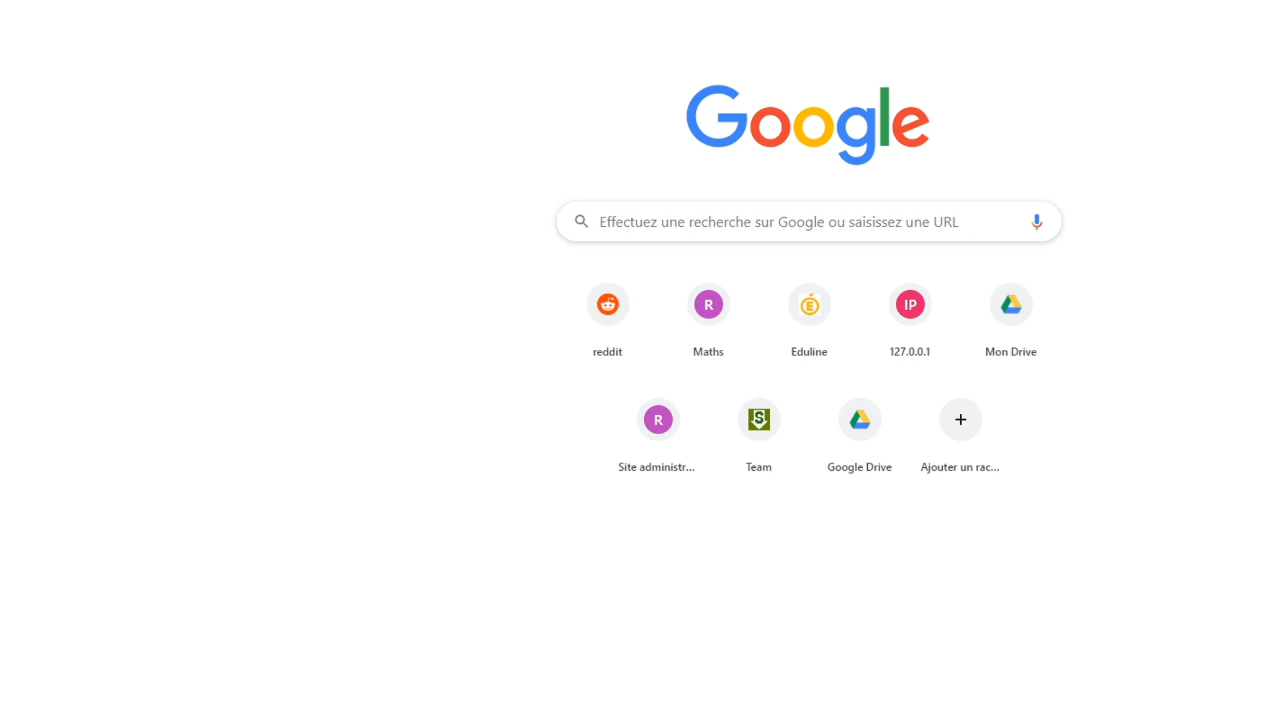 Google
Effectuez une recherche sur Google ou saisissez une URL
R
E
IP
reddit
Maths
Eduline
127.0.0.1
Mon Drive
R
S
Site administr...
Team
Google Drive
Ajouter un rac...